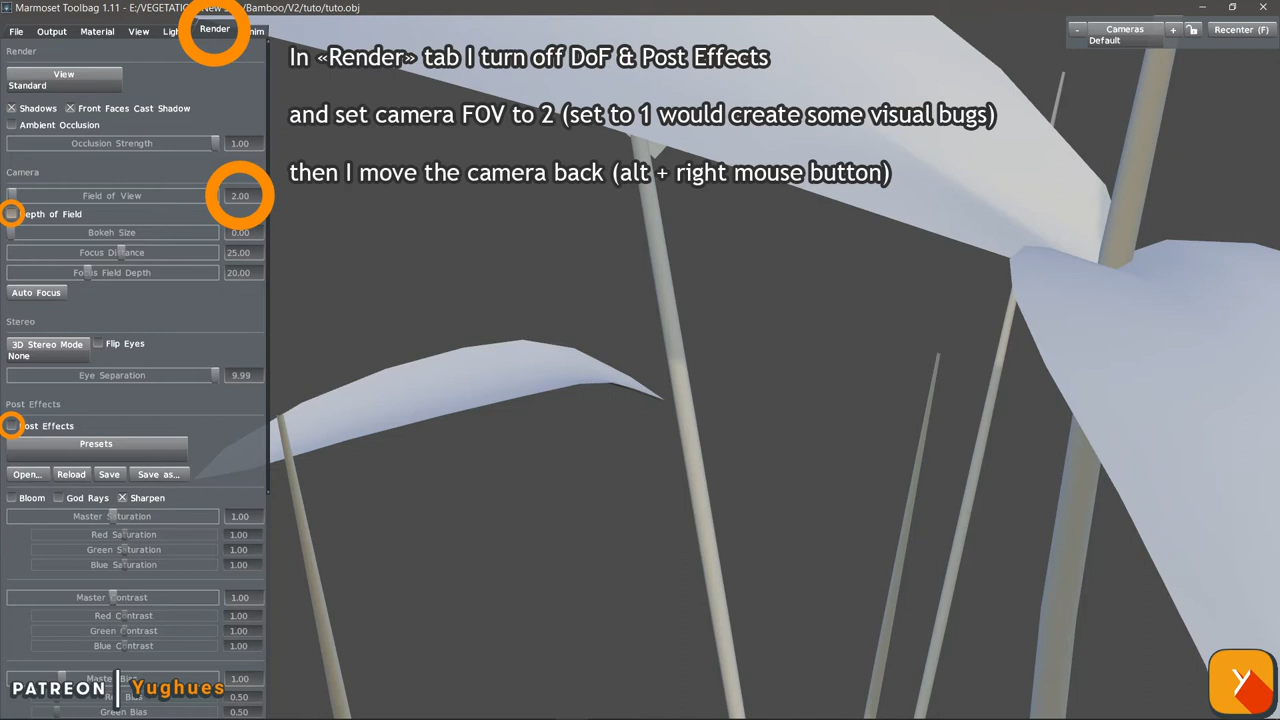 Marmoset Toolbag 1.11 - E:/VEGETATION/New /Bamboo/V2/tuto/tuto.obj
File Output Material View Ligh Render nim
Render
View
Standard
Shadows Front Faces Cast Shadow
Ambient Occlusion
Occlusion Strength 1.00
Camera
Field of View 2.00
Depth of Field
Bokeh Size 0.00
Focus Distance 25.00
Focus Field Depth 20.00
Auto Focus
Stereo
3D Stereo Mode
None
Flip Eyes
Eye Separation 9.99
Post Effects
Post Effects
Presets
Open... Reload Save Save as...
Bloom God Rays Sharpen
Master Saturation 1.00
Red Saturation 1.00
Green Saturation 1.00
Blue Saturation 1.00
Master Contrast 1.00
Red Contrast 1.00
Green Contrast 1.00
Blue Contrast 1.00
Master Bias 1.00
0.50
Green Bias 0.50
PATREON | Yughues
In «Render» tab I turn off DoF & Post Effects
and set camera FOV to 2 (set to 1 would create some visual bugs)
then I move the camera back (alt + right mouse button)
- Cameras +
Default
Recenter (F)
Y